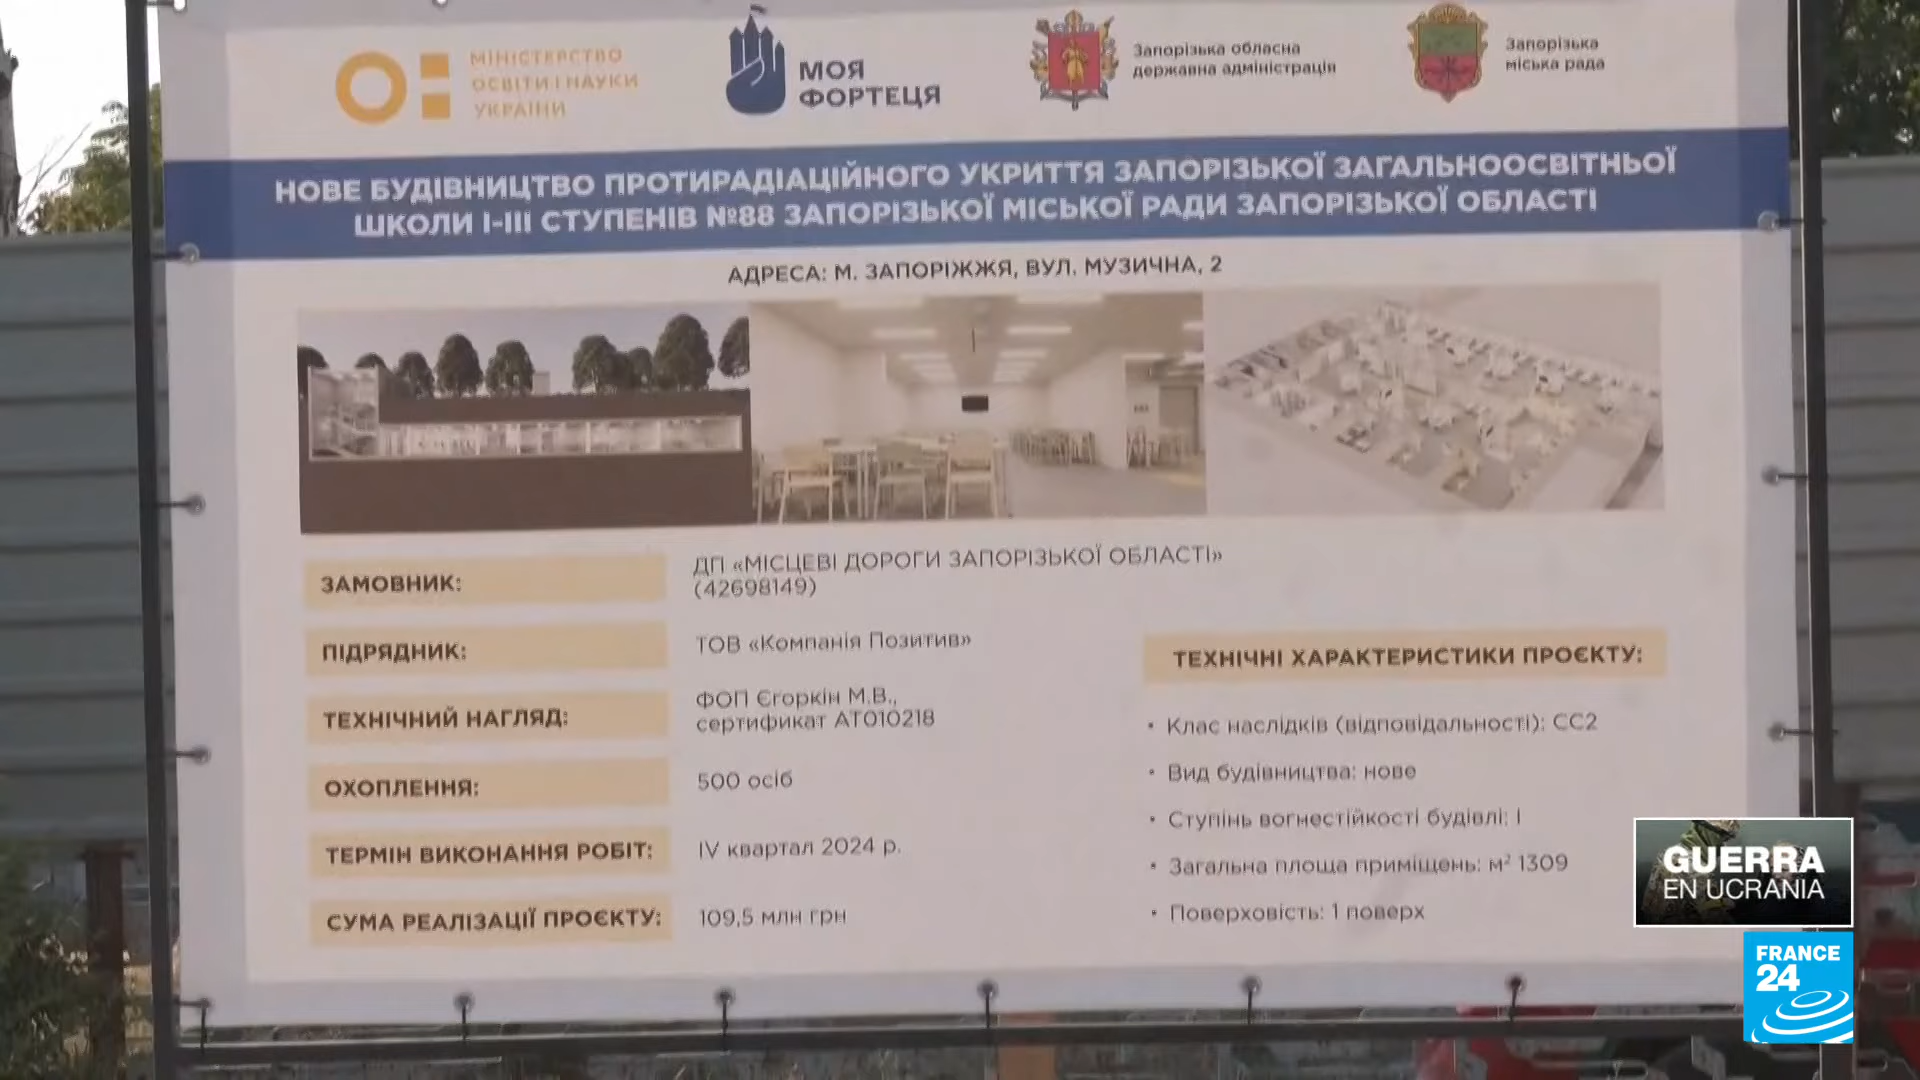 МІНІСТЕРСТВО
ОСВІТИ І НАУКИ
УКРАЇНИ
МОЯ
ФОРТЕЦЯ
Запорізька обласна
державна адміністрація
Запорізька
міська рада
НОВЕ БУДІВНИЦТВО ПРОТИРАДІАЦІЙНОГО УКРИТТЯ ЗАПОРІЗЬКОЇ ЗАГАЛЬНООСВІТНЬОЇ
ШКОЛИ І-ІІІ СТУПЕНІВ №88 ЗАПОРІЗЬКОЇ МІСЬКОЇ РАДИ ЗАПОРІЗЬКОЇ ОБЛАСТІ
АДРЕСА: М. ЗАПОРІЖЖЯ, ВУЛ. МУЗИЧНА, 2
ЗАМОВНИК:
ДП «МІСЦЕВІ ДОРОГИ ЗАПОРІЗЬКОЇ ОБЛАСТІ»
(42698149)
ПІДРЯДНИК:
ТОВ «Компанія Позитив»
ТЕХНІЧНИЙ НАГЛЯД:
ФОП Єгоркін М.В.,
сертифікат АТ010218
ОХОПЛЕННЯ:
500 осіб
ТЕРМІН ВИКОНАННЯ РОБІТ:
IV квартал 2024 р.
СУМА РЕАЛІЗАЦІЇ ПРОЄКТУ:
109,5 млн грн
ТЕХНІЧНІ ХАРАКТЕРИСТИКИ ПРОЄКТУ:
• Клас наслідків (відповідальності): СС2
• Вид будівництва: нове
• Ступінь вогнестійкості будівлі: І
• Загальна площа приміщень: м² 1309
• Поверховість: 1 поверх
GUERRA
EN UCRANIA
FRANCE
24